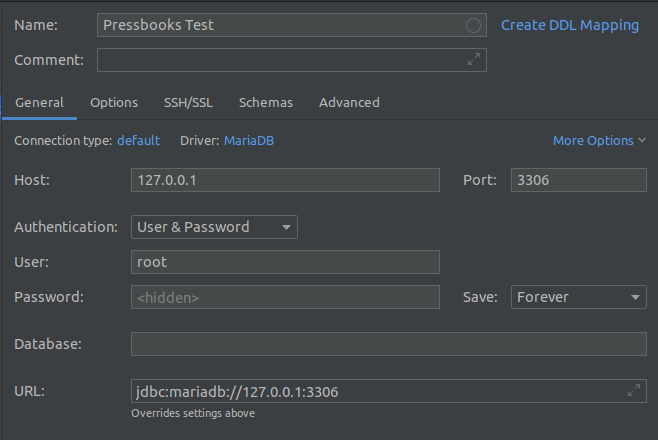 Name: Pressbooks Test Create DDL Mapping
Comment:
General Options SSH/SSL Schemas Advanced
Connection type: default Driver: MariaDB More Options
Host: 127.0.0.1 Port: 3306
Authentication: User & Password
User: root
Password: <hidden> Save: Forever
Database:
URL: jdbc:mariadb://127.0.0.1:3306
Overrides settings above